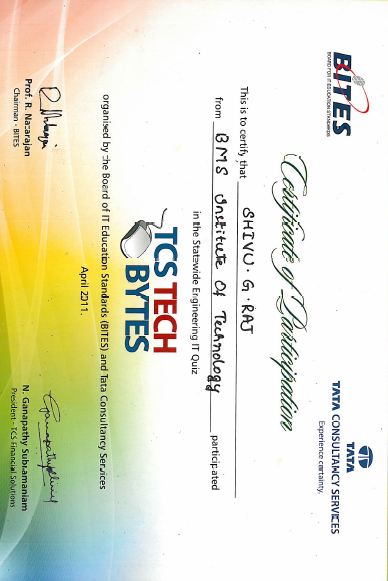 BITES
BOARD FOR IT EDUCATION STANDARDS
TATA
TATA CONSULTANCY SERVICES
Experience certainty.
Certificate of Participation
This is to certify that SHIVU. G. RAJ
from BMS Institute Of Technology participated
in the Statewide Engineering IT Quiz
TCS TECH
BYTES
organised by the Board of IT Education Standards (BITES) and Tata Consultancy Services
April 2011.
Prof. R. Natarajan
Chairman - BITES
N. Ganapathy Subramaniam
President - TCS Financial Solutions